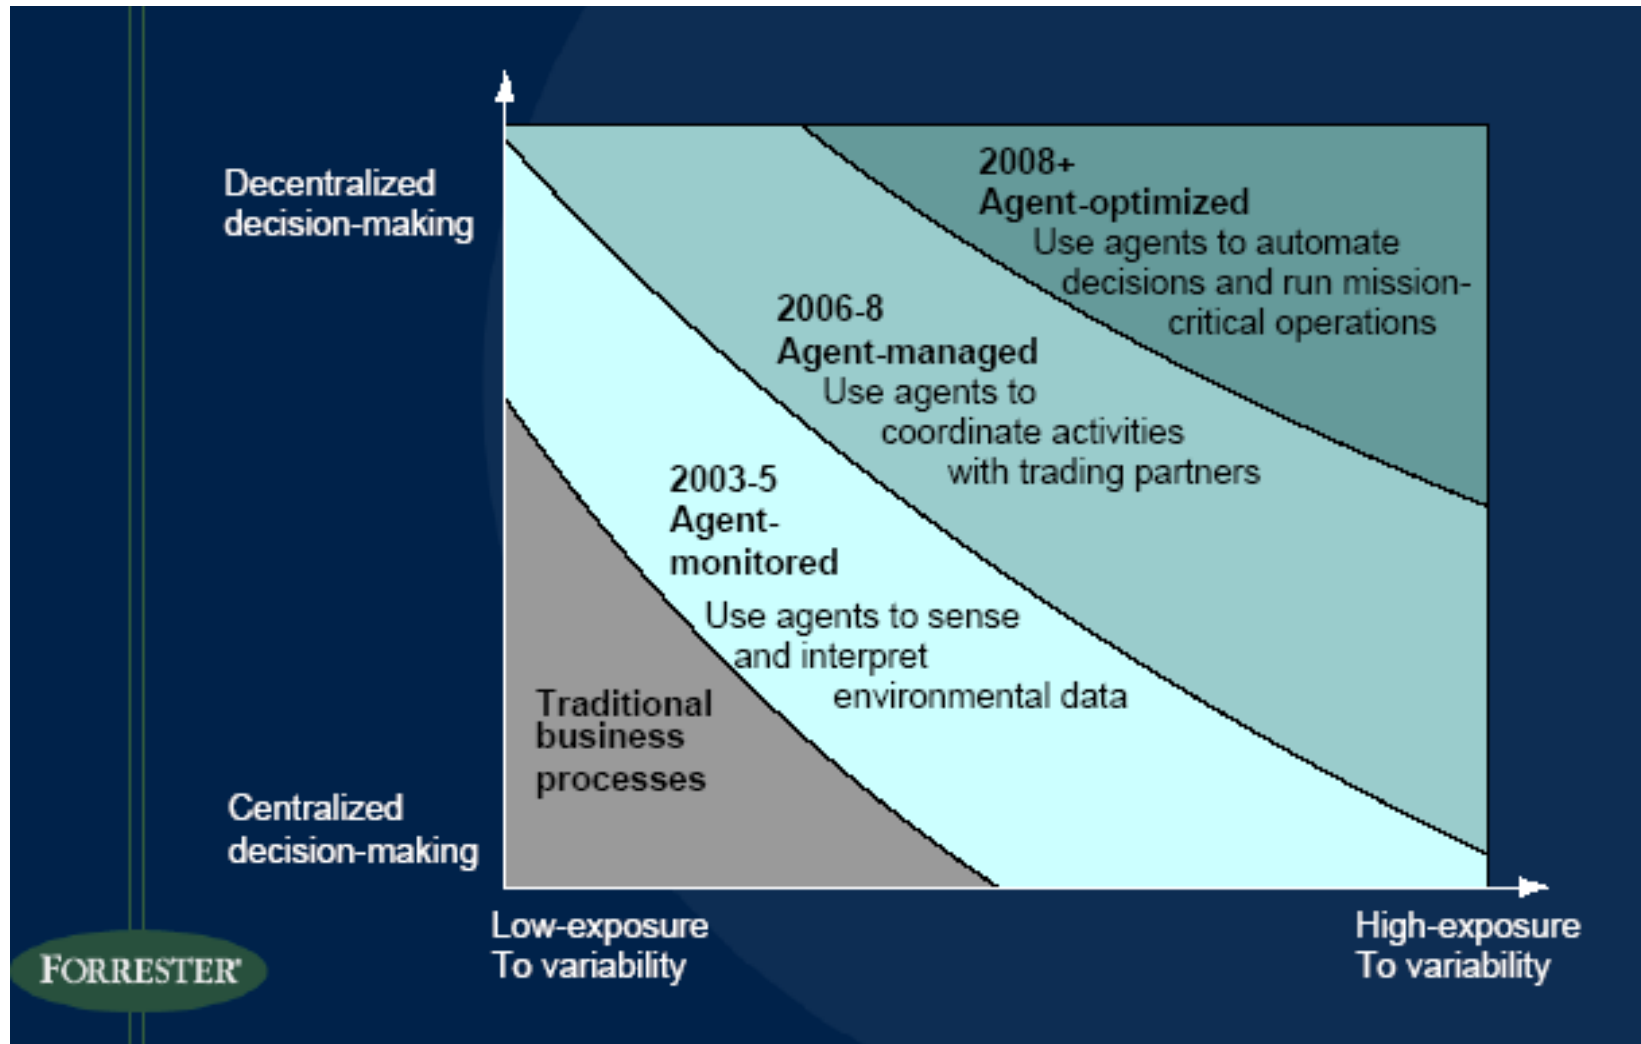 Decentralized
decision-making
2008+
Agent-optimized
Use agents to automate
decisions and run mission-
critical operations
2006-8
Agent-managed
Use agents to
coordinate activities
with trading partners
2003-5
Agent-
monitored
Use agents to sense
and interpret
environmental data
Traditional
business
processes
Centralized
decision-making
Low-exposure
To variability
High-exposure
To variability
FORRESTER®